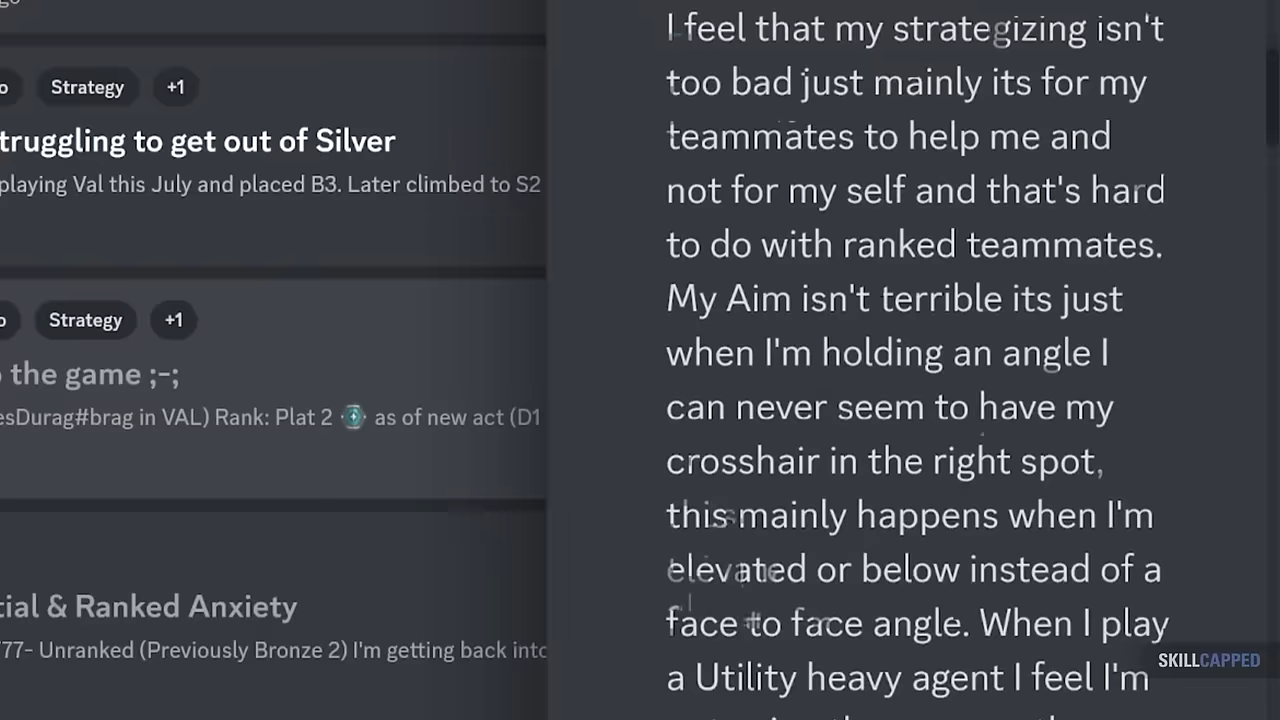 Strategy +1
truggling to get out of Silver
playing Val this July and placed B3. Later climbed to S2
Strategy +1
the game ;-;
esDurag#brag in VAL) Rank: Plat 2 as of new act (D1
tial & Ranked Anxiety
77- Unranked (Previously Bronze 2) I'm getting back into
I feel that my strategizing isn't
too bad just mainly its for my
teammates to help me and
not for my self and that's hard
to do with ranked teammates.
My Aim isn't terrible its just
when I'm holding an angle I
can never seem to have my
crosshair in the right spot,
this mainly happens when I'm
elevated or below instead of a
face to face angle. When I play
a Utility heavy agent I feel I'm
SKILLCAPPED